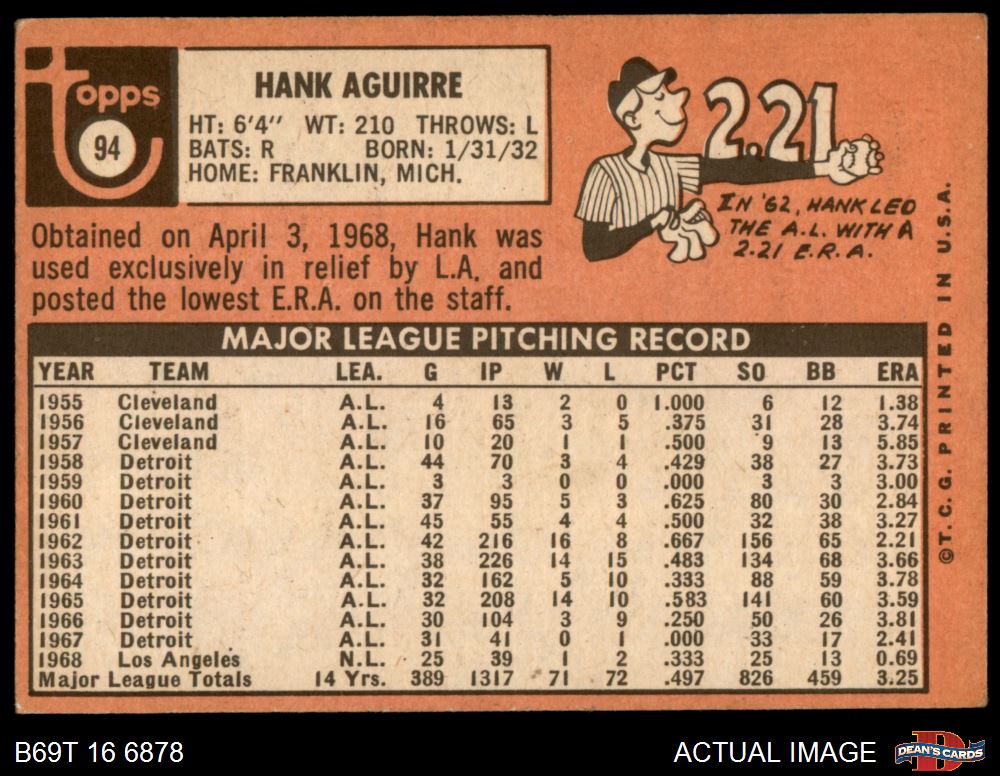 Topps
94
HANK AGUIRRE
HT: 6'4" WT: 210 THROWS: L
BATS: R BORN: 1/31/32
HOME: FRANKLIN, MICH.
2.21
IN '62, HANK LED
THE A.L. WITH A
2.21 E.R.A.
Obtained on April 3, 1968, Hank was
used exclusively in relief by L.A. and
posted the lowest E.R.A. on the staff.
MAJOR LEAGUE PITCHING RECORD
YEAR TEAM LEA. G IP W L PCT SO BB ERA
1955 Cleveland A.L. 4 13 2 0 1.000 6 12 1.38
1956 Cleveland A.L. 16 65 3 5 .375 31 28 3.74
1957 Cleveland A.L. 10 20 1 1 .500 9 13 5.85
1958 Detroit A.L. 44 70 3 4 .429 38 27 3.73
1959 Detroit A.L. 3 3 0 0 .000 3 3 3.00
1960 Detroit A.L. 37 95 5 3 .625 80 30 2.84
1961 Detroit A.L. 45 55 4 4 .500 32 38 3.27
1962 Detroit A.L. 42 216 16 8 .667 156 65 2.21
1963 Detroit A.L. 38 226 14 15 .483 134 68 3.66
1964 Detroit A.L. 32 162 5 10 .333 88 59 3.78
1965 Detroit A.L. 32 208 14 10 .583 141 60 3.59
1966 Detroit A.L. 30 104 3 9 .250 50 26 3.81
1967 Detroit A.L. 31 41 0 1 .000 33 17 2.41
1968 Los Angeles N.L. 25 39 1 2 .333 25 13 0.69
Major League Totals 14 Yrs. 389 1317 71 72 .497 826 459 3.25
©T.C.G. PRINTED IN U.S.A.
B69T 16 6878
ACTUAL IMAGE
D
DEAN'S CARDS